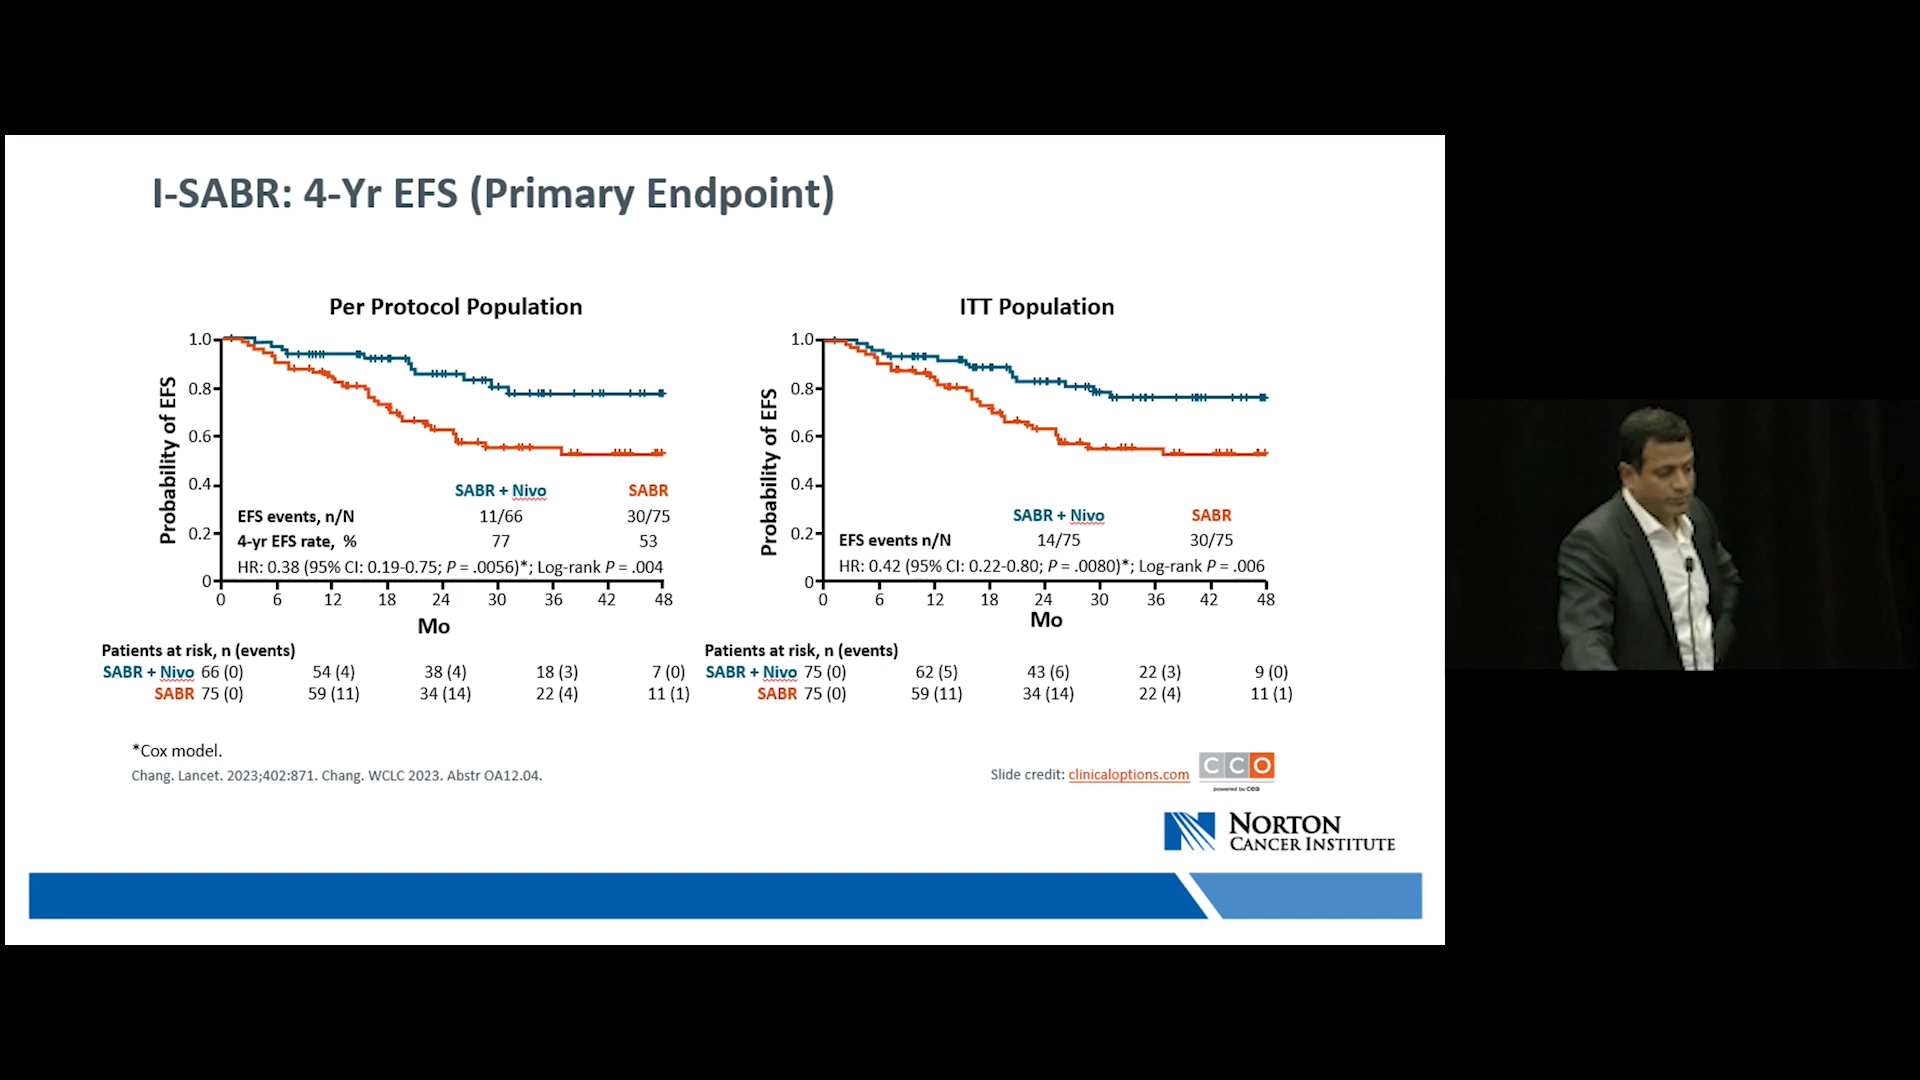 I-SABR: 4-Yr EFS (Primary Endpoint)
Per Protocol Population
Probability of EFS
1.0
0.8
0.6
0.4
0.2
0
SABR + Nivo SABR
EFS events, n/N 11/66 30/75
4-yr EFS rate, % 77 53
HR: 0.38 (95% CI: 0.19-0.75; P = .0056)*; Log-rank P = .004
0 6 12 18 24 30 36 42 48
Mo
Patients at risk, n (events)
SABR + Nivo 66 (0) 54 (4) 38 (4) 18 (3) 7 (0)
SABR 75 (0) 59 (11) 34 (14) 22 (4) 11 (1)
ITT Population
Probability of EFS
1.0
0.8
0.6
0.4
0.2
0
SABR + Nivo SABR
EFS events n/N 14/75 30/75
HR: 0.42 (95% CI: 0.22-0.80; P = .0080)*; Log-rank P = .006
0 6 12 18 24 30 36 42 48
Mo
Patients at risk, n (events)
SABR + Nivo 75 (0) 62 (5) 43 (6) 22 (3) 9 (0)
SABR 75 (0) 59 (11) 34 (14) 22 (4) 11 (1)
*Cox model.
Chang. Lancet. 2023;402:871. Chang. WCLC 2023. Abstr OA12.04.
Slide credit: clinicaloptions.com
CCO
powered by cea
NORTON
CANCER INSTITUTE